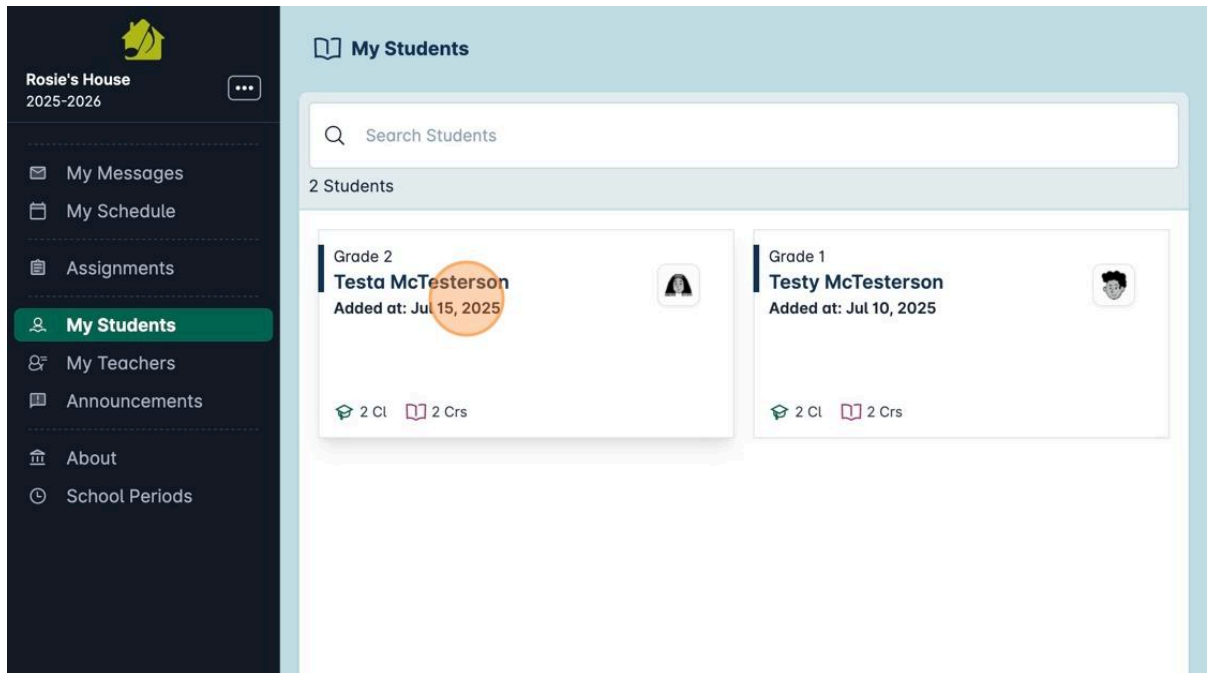 Rosie's House
2025-2026
My Messages
My Schedule
Assignments
My Students
My Teachers
Announcements
About
School Periods
My Students
Search Students
2 Students
Grade 2
Testa McTesterson
Added at: Jul 15, 2025
2 Cl 2 Crs
Grade 1
Testy McTesterson
Added at: Jul 10, 2025
2 Cl 2 Crs